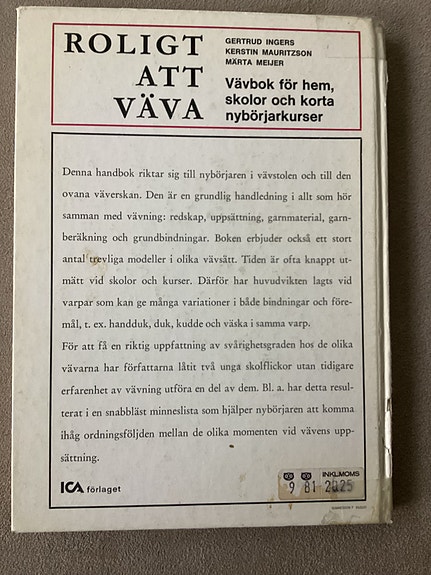 ROLIGT
ATT
VÄVA
GERTRUD INGERS
KERSTIN MAURITZSON
MÄRTA MEIJER
Vävbok för hem,
skolor och korta
nybörjarkurser
Denna handbok riktar sig till nybörjaren i vävstolen och till den
ovana väverskan. Den är en grundlig handledning i allt som hör
samman med vävning: redskap, uppsättning, garnmaterial, garn-
beräkning och grundbindningar. Boken erbjuder också ett stort
antal trevliga modeller i olika vävsätt. Tiden är ofta knappt ut-
mätt vid skolor och kurser. Därför har huvudvikten lagts vid
varpar som kan ge många variationer i både bindningar och före-
mål, t. ex. handduk, duk, kudde och väska i samma varp.
För att få en riktig uppfattning av svårighetsgraden hos de olika
vävarna har författarna låtit två unga skolflickor utan tidigare
erfarenhet av vävning utföra en del av dem. Bl. a. har detta resul-
terat i en snabbläst minneslista som hjälper nybörjaren att komma
ihåg ordningsföljden mellan de olika momenten vid vävens upp-
sättning.
ICA förlaget
INKL.MOMS
9 81 20.25